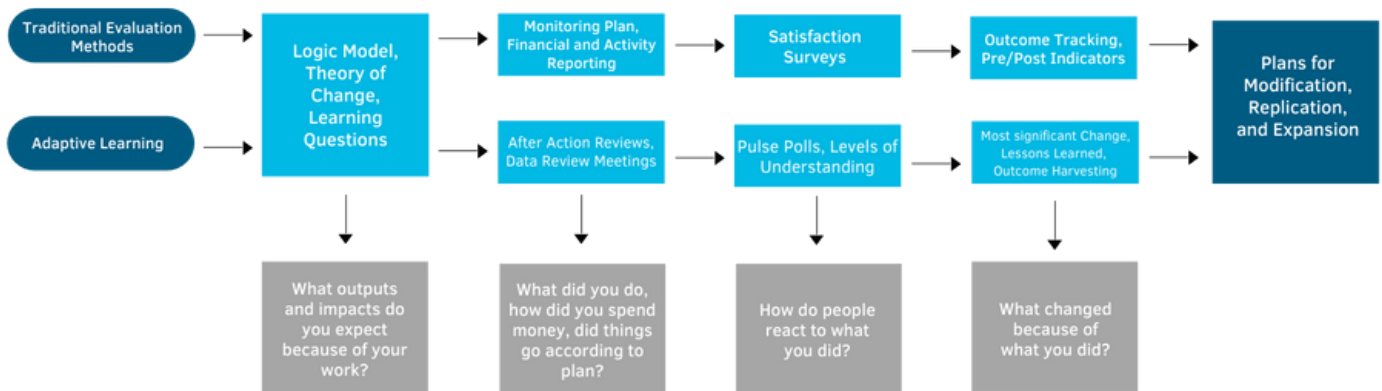 Traditional Evaluation
Methods
Logic Model,
Theory of
Change,
Learning
Questions
Monitoring Plan,
Financial and Activity
Reporting
Satisfaction
Surveys
Outcome Tracking,
Pre/Post Indicators
Plans for
Modification,
Replication,
and Expansion
Adaptive Learning
After Action Reviews,
Data Review Meetings
Pulse Polls, Levels of
Understanding
Most significant Change,
Lessons Learned,
Outcome Harvesting
What outputs
and impacts do
you expect
because of your
work?
What did you do,
how did you spend
money, did things
go according to
plan?
How do people
react to what
you did?
What changed
because of
what you did?